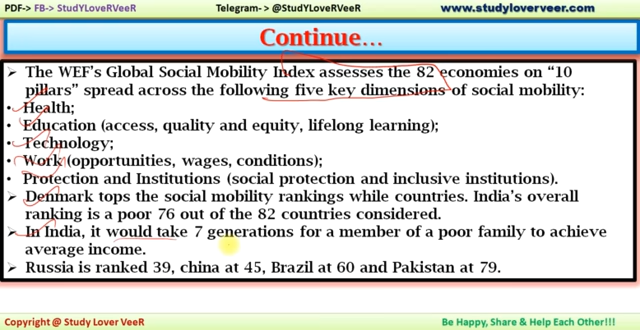 PDF-> FB-> StudYLoveRVeeR Telegram-> @StudYLoveRVeeR www.studyloverveer.com
Continue…
➢ The WEF's Global Social Mobility Index assesses the 82 economies on "10
pillars" spread across the following five key dimensions of social mobility:
• Health;
• Education (access, quality and equity, lifelong learning);
• Technology;
• Work (opportunities, wages, conditions);
• Protection and Institutions (social protection and inclusive institutions).
➢ Denmark tops the social mobility rankings while countries. India's overall
ranking is a poor 76 out of the 82 countries considered.
➢ In India, it would take 7 generations for a member of a poor family to achieve
average income.
➢ Russia is ranked 39, china at 45, Brazil at 60 and Pakistan at 79.
Copyright @ Study Lover VeeR Be Happy, Share & Help Each Other!!!